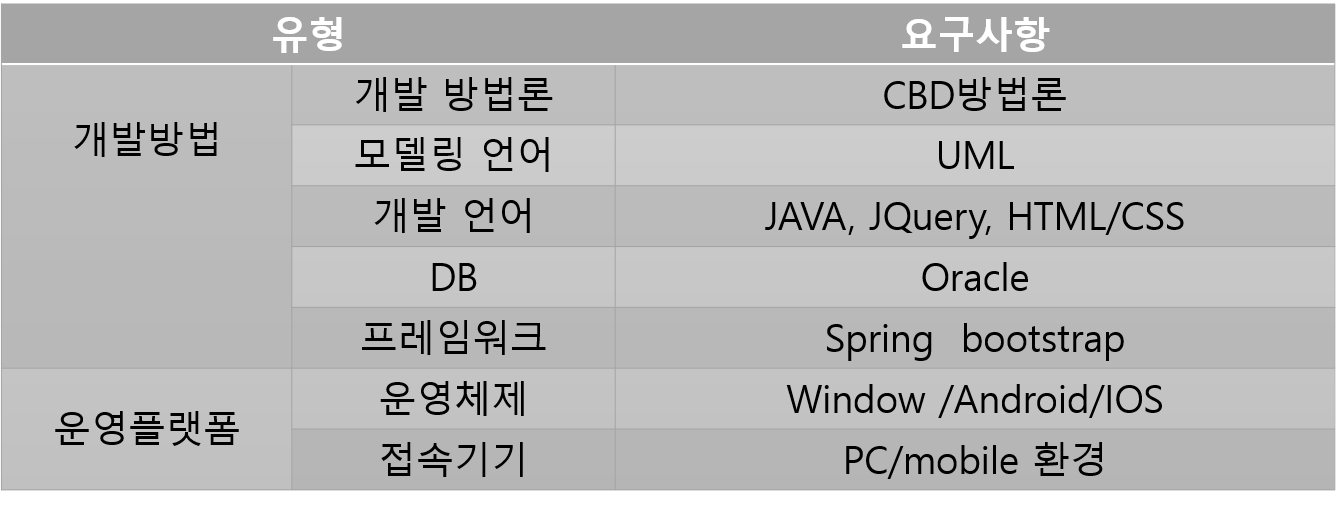 유형 요구사항
개발방법 개발 방법론 CBD방법론
모델링 언어 UML
개발 언어 JAVA, JQuery, HTML/CSS
DB Oracle
프레임워크 Spring bootstrap
운영플랫폼 운영체제 Window /Android/IOS
접속기기 PC/mobile 환경